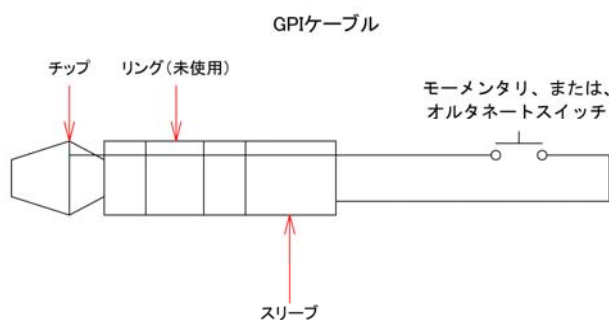 GPIケーブル
チップ
リング（未使用）
モーメンタリ、または、
オルタネートスイッチ
スリーブ